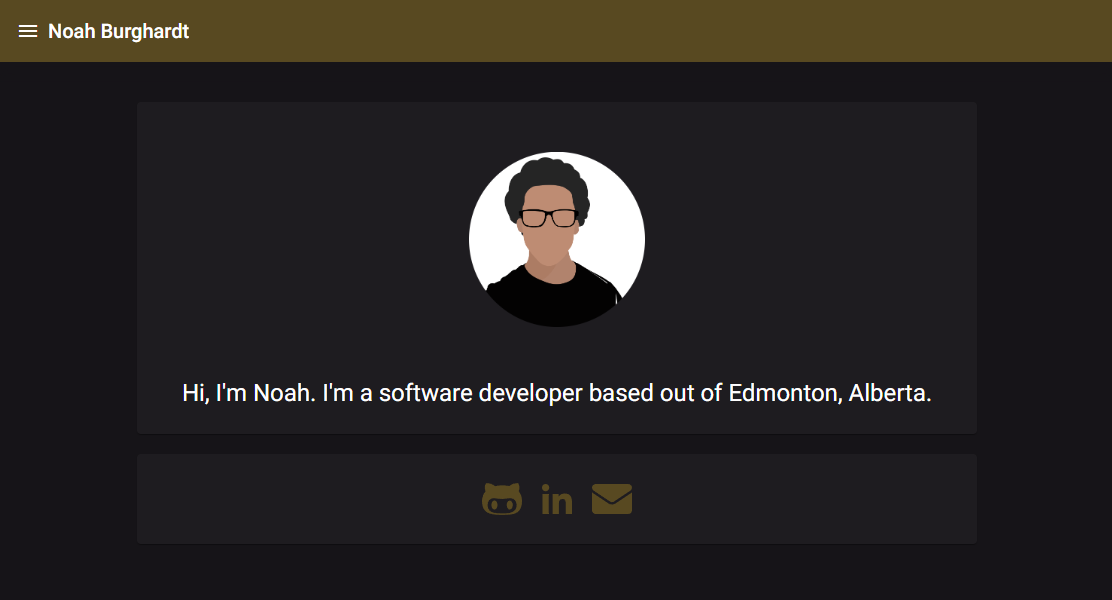 Noah Burghardt
Hi, I'm Noah. I'm a software developer based out of Edmonton, Alberta.
in